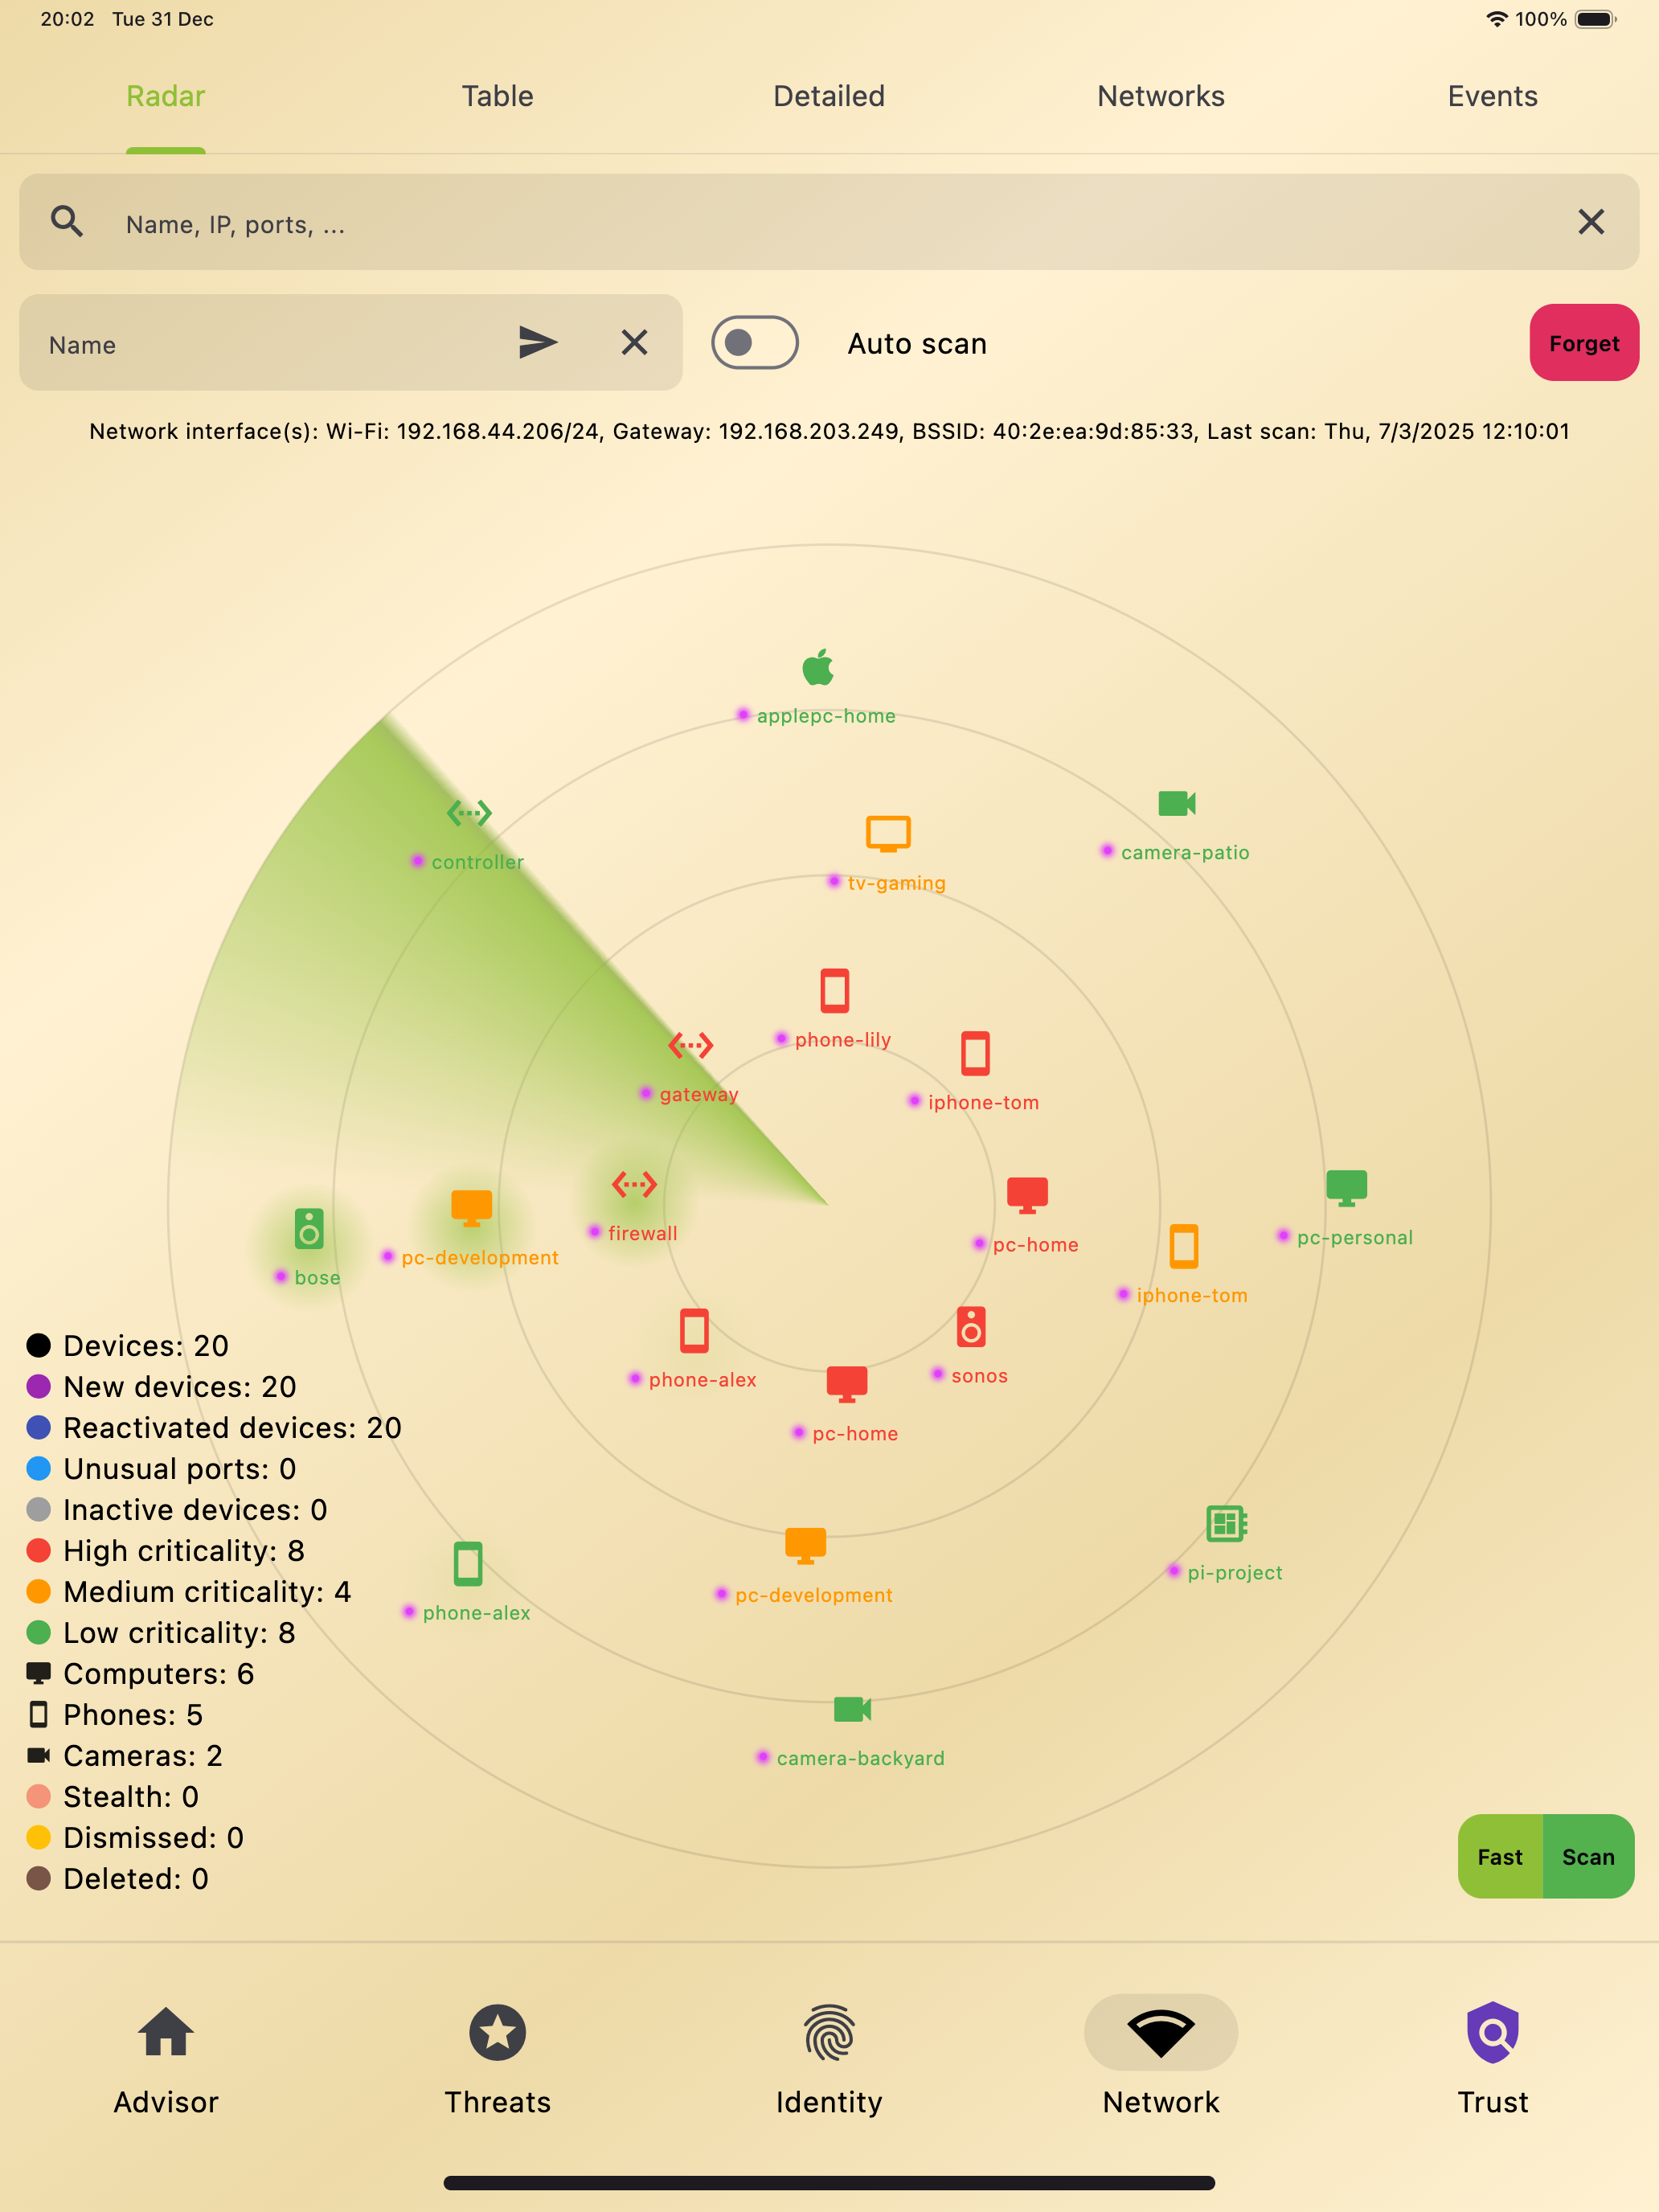 20:02 Tue 31 Dec 100%
Radar Table Detailed Networks Events
Name, IP, ports, ...
Name Auto scan Forget
Network interface(s): Wi-Fi: 192.168.44.206/24, Gateway: 192.168.203.249, BSSID: 40:2e:ea:9d:85:33, Last scan: Thu, 7/3/2025 12:10:01
applepc-home
camera-patio
controller
tv-gaming
phone-lily
gateway
iphone-tom
firewall
pc-home
pc-personal
pc-development
bose
iphone-tom
phone-alex
sonos
pc-home
pi-project
pc-development
phone-alex
camera-backyard
Devices: 20
New devices: 20
Reactivated devices: 20
Unusual ports: 0
Inactive devices: 0
High criticality: 8
Medium criticality: 4
Low criticality: 8
Computers: 6
Phones: 5
Cameras: 2
Stealth: 0
Dismissed: 0
Deleted: 0
Fast Scan
Advisor Threats Identity Network Trust